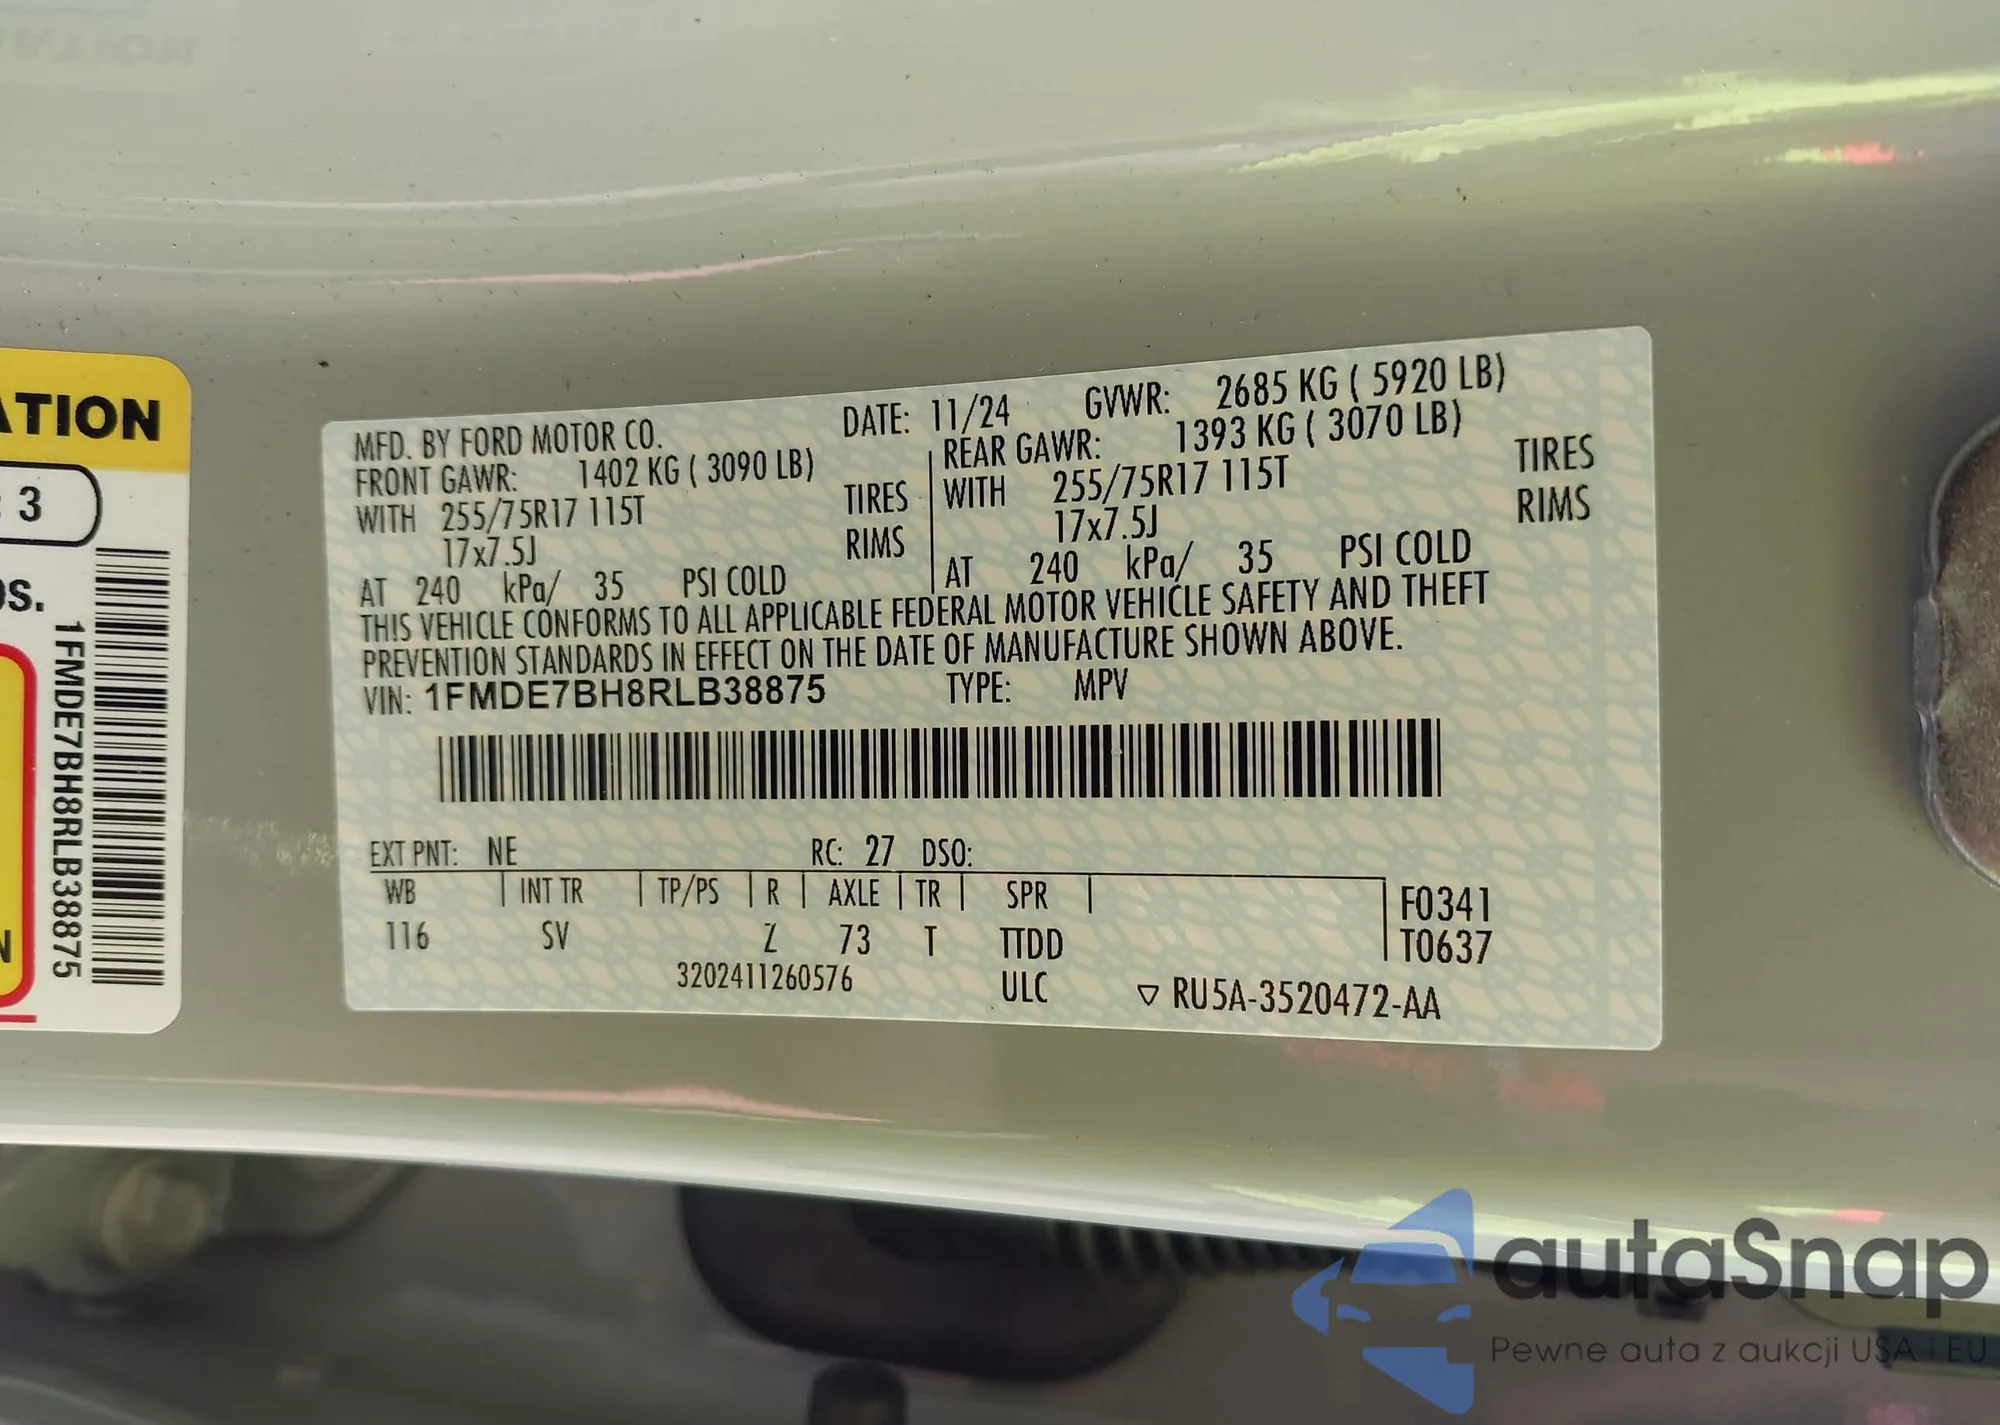 ATION
: 3
os.
1FMDE7BH8RLB38875
N
MFD. BY FORD MOTOR CO. DATE: 11/24 GVWR: 2685 KG ( 5920 LB)
FRONT GAWR: 1402 KG ( 3090 LB) REAR GAWR: 1393 KG ( 3070 LB)
WITH 255/75R17 115T TIRES WITH 255/75R17 115T TIRES
17x7.5J RIMS 17x7.5J RIMS
AT 240 kPa/ 35 PSI COLD AT 240 kPa/ 35 PSI COLD
THIS VEHICLE CONFORMS TO ALL APPLICABLE FEDERAL MOTOR VEHICLE SAFETY AND THEFT
PREVENTION STANDARDS IN EFFECT ON THE DATE OF MANUFACTURE SHOWN ABOVE.
VIN: 1FMDE7BH8RLB38875 TYPE: MPV
EXT PNT: NE RC: 27 DSO:
WB INT TR TP/PS R AXLE TR SPR F0341
116 SV Z 73 T TTDD T0637
3202411260576 ULC ▽ RU5A-3520472-AA
autaSnap
Pewne auta z aukcji USA i EU